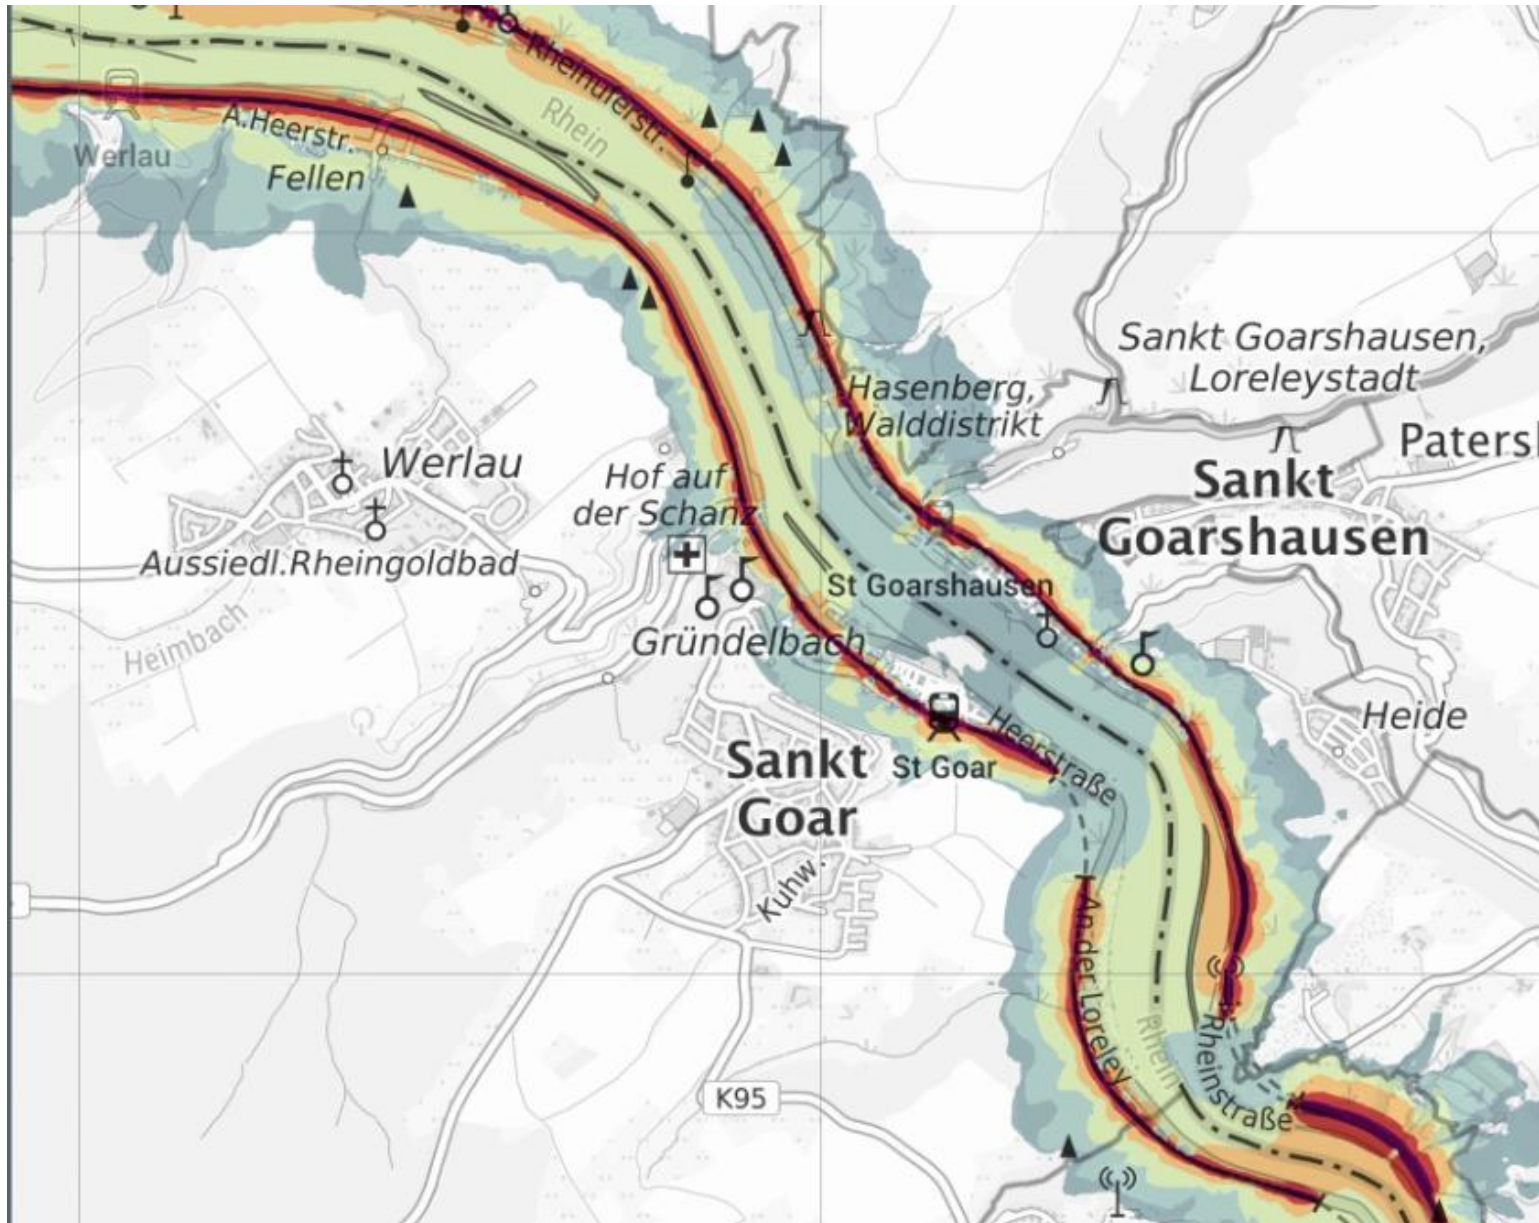 Rheinuferstr.
Rhein
A.Heerstr.
Werlau
Fellen
Sankt Goarshausen,
Loreleystadt
Hasenberg,
Walddistrikt
Patersl
Werlau
Hof auf
der Schanz
Sankt
Goarshausen
Aussiedl.Rheingoldbad
St Goarshausen
Heimbach
Gründelbach
Heide
Heerstraße
Sankt
Goar
St Goar
Kuhw.
An der Loreley
Rhein
Rheinstraße
K95